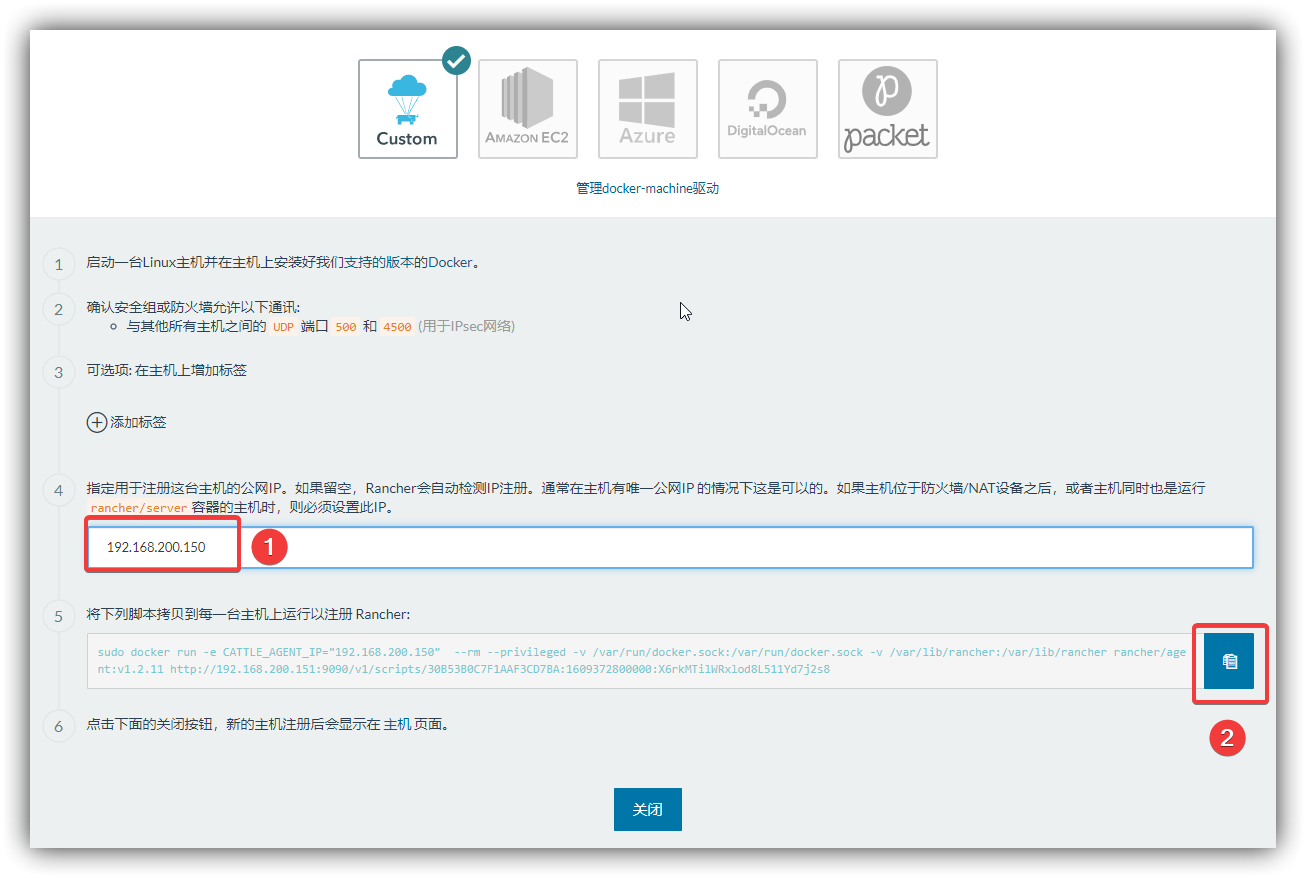 Custom
AMAZON EC2
Azure
DigitalOcean
packet
管理docker-machine驱动
1
启动一台Linux主机并在主机上安装好我们支持的版本的Docker。
2
确认安全组或防火墙允许以下通讯:
与其他所有主机之间的 UDP 端口 500 和 4500 (用于IPsec网络)
3
可选项: 在主机上增加标签
添加标签
4
指定用于注册这台主机的公网IP。如果留空，Rancher会自动检测IP注册。通常在主机有唯一公网IP 的情况下这是可以的。如果主机位于防火墙/NAT设备之后，或者主机同时也是运行
rancher/server 容器的主机时，则必须设置此IP。
192.168.200.150
1
5
将下列脚本拷贝到每一台主机上运行以注册 Rancher:
sudo docker run -e CATTLE_AGENT_IP="192.168.200.150" --rm --privileged -v /var/run/docker.sock:/var/run/docker.sock -v /var/lib/rancher:/var/lib/rancher rancher/age
nt:v1.2.11 http://192.168.200.151:9090/v1/scripts/30B53B0C7F1AAF3CD7BA:1609372800000:X6rkMTi1WRxlod8L511Yd7j2s8
2
6
点击下面的关闭按钮，新的主机注册后会显示在 主机 页面。
关闭